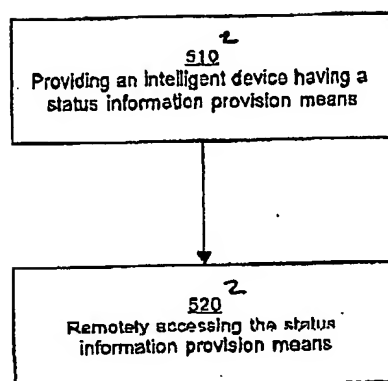 510 2
Providing an intelligent device having a
status information provision means
520 2
Remotely accessing the status
information provision means